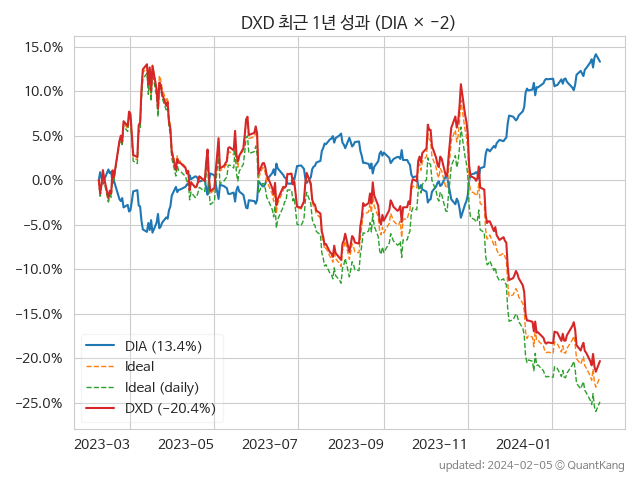 DXD 최근 1년 성과 (DIA × −2)
15.0%
10.0%
5.0%
0.0%
−5.0%
−10.0%
−15.0%
−20.0%
−25.0%
DIA (13.4%)
Ideal
Ideal (daily)
DXD (−20.4%)
2023-03 2023-05 2023-07 2023-09 2023-11 2024-01
updated: 2024-02-05 © QuantKang